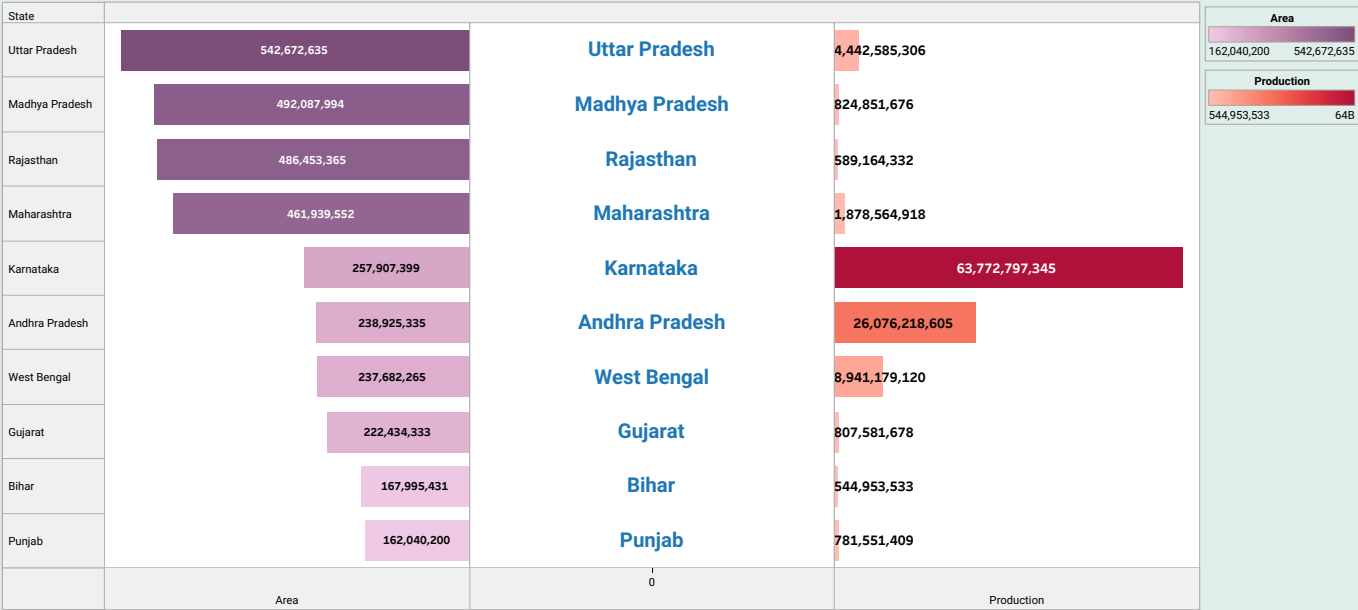 State
Uttar Pradesh 542,672,635 Uttar Pradesh 4,442,585,306
Madhya Pradesh 492,087,994 Madhya Pradesh 824,851,676
Rajasthan 486,453,365 Rajasthan 589,164,332
Maharashtra 461,939,552 Maharashtra 1,878,564,918
Karnataka 257,907,399 Karnataka 63,772,797,345
Andhra Pradesh 238,925,335 Andhra Pradesh 26,076,218,605
West Bengal 237,682,265 West Bengal 8,941,179,120
Gujarat 222,434,333 Gujarat 807,581,678
Bihar 167,995,431 Bihar 544,953,533
Punjab 162,040,200 Punjab 781,551,409
0
Area Production
Area
162,040,200 542,672,635
Production
544,953,533 64B